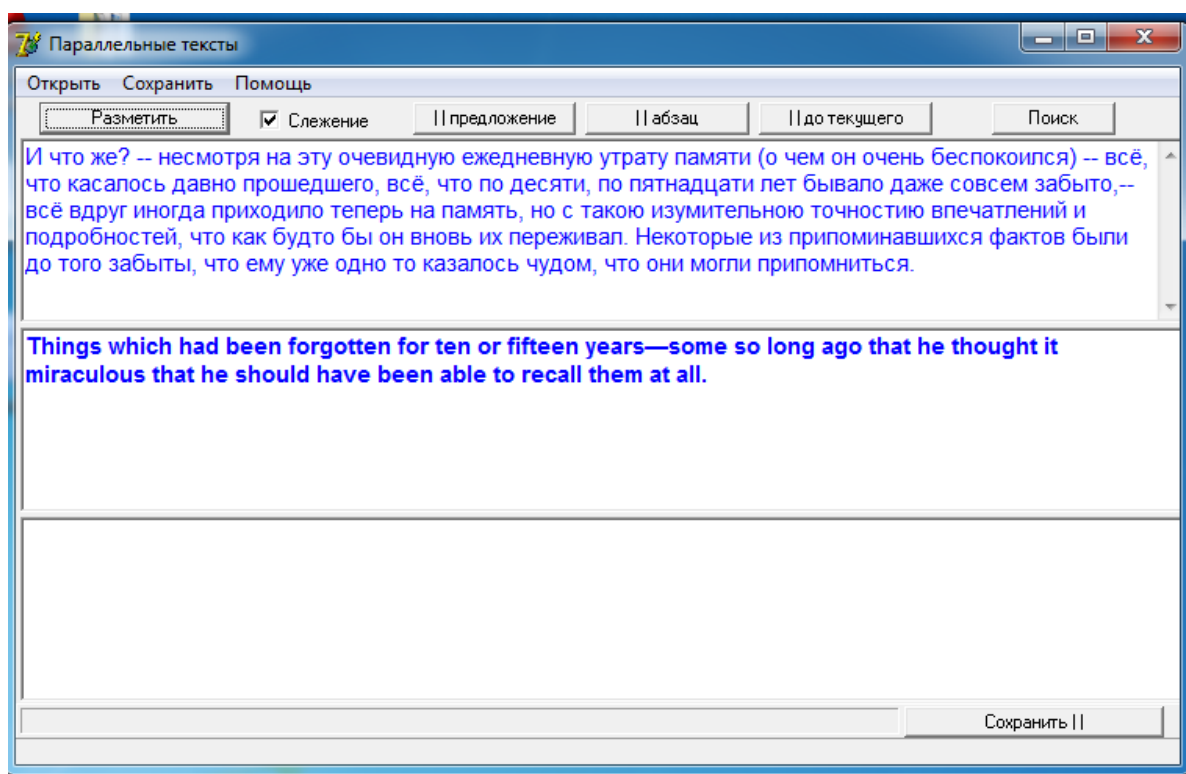 Параллельные тексты
Открыть Сохранить Помощь
Разметить Слежение || предложение || абзац || до текущего Поиск
И что же? -- несмотря на эту очевидную ежедневную утрату памяти (о чем он очень беспокоился) -- всё,
что касалось давно прошедшего, всё, что по десяти, по пятнадцати лет бывало даже совсем забыто,--
всё вдруг иногда приходило теперь на память, но с такою изумительною точностию впечатлений и
подробностей, что как будто бы он вновь их переживал. Некоторые из припоминавшихся фактов были
до того забыты, что ему уже одно то казалось чудом, что они могли припомниться.
Things which had been forgotten for ten or fifteen years—some so long ago that he thought it
miraculous that he should have been able to recall them at all.
Сохранить ||